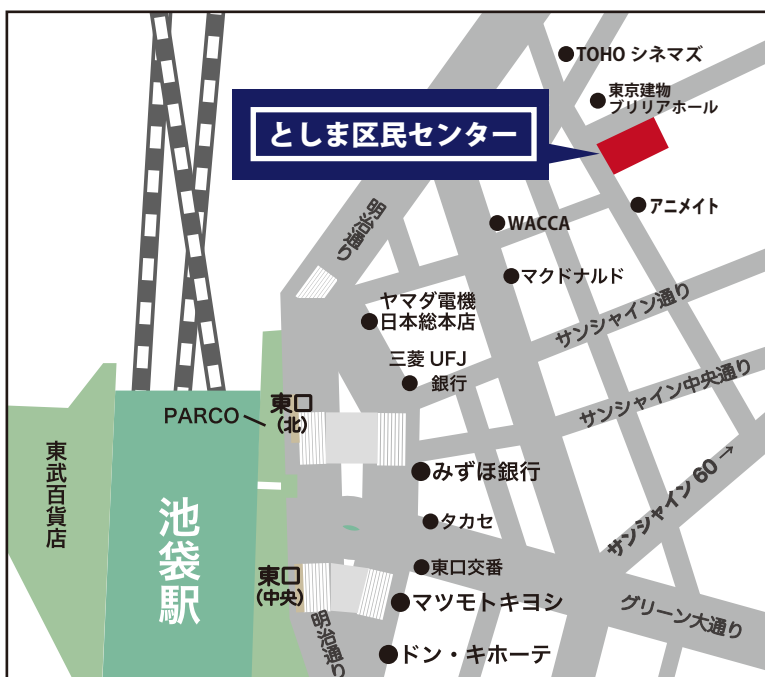 TOHO シネマズ
東京建物
ブリリアホール
としま区民センター
アニメイト
明治通り
WACCA
マクドナルド
ヤマダ電機
日本総本店
サンシャイン通り
三菱 UFJ
銀行
サンシャイン中央通り
PARCO
東口
(北)
東武百貨店
みずほ銀行
サンシャイン 60 →
池袋駅
タカセ
東口交番
東口
(中央)
マツモトキヨシ
グリーン大通り
明治通り
ドン・キホーテ